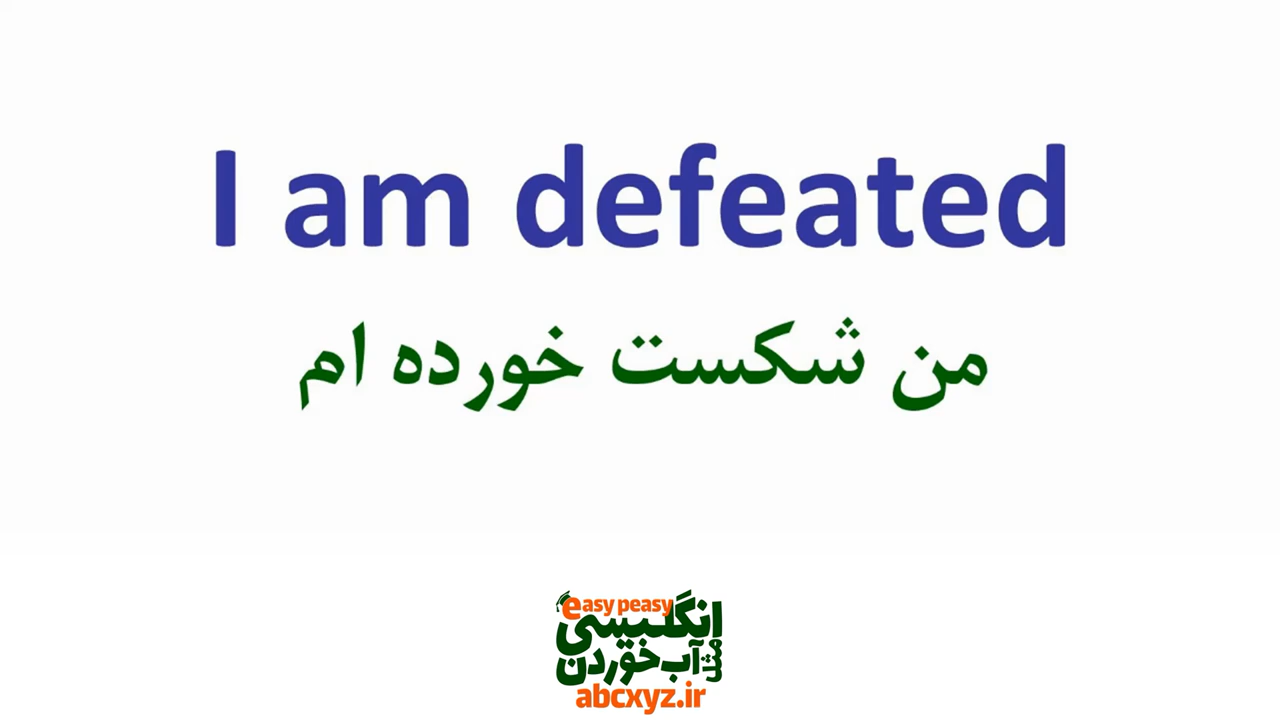 I am defeated
من شکست خورده ام
easy peasy
انگلیسی
مثل آب خوردن
abcxyz.ir